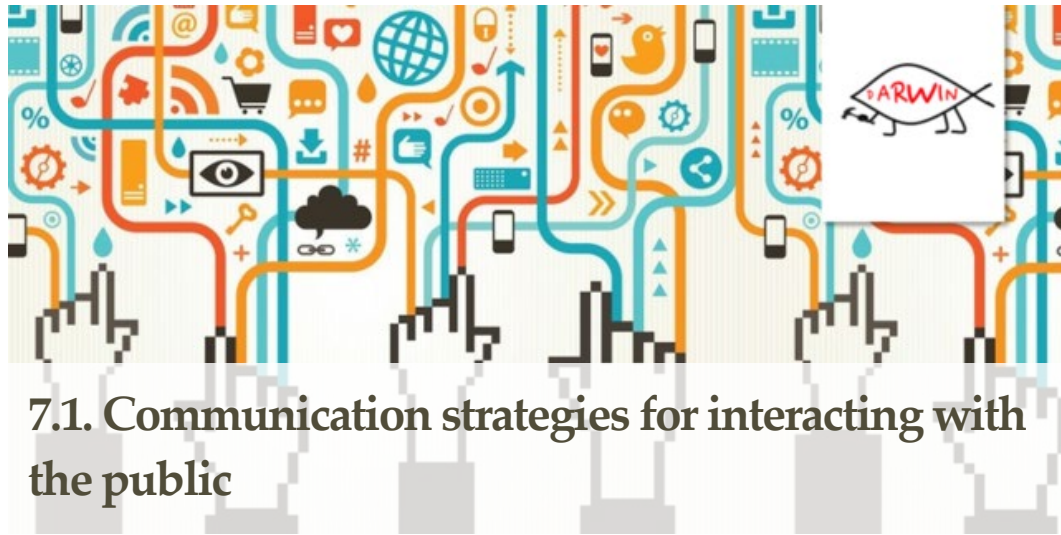 DARWIN
@
%
#
%
7.1. Communication strategies for interacting with
the public